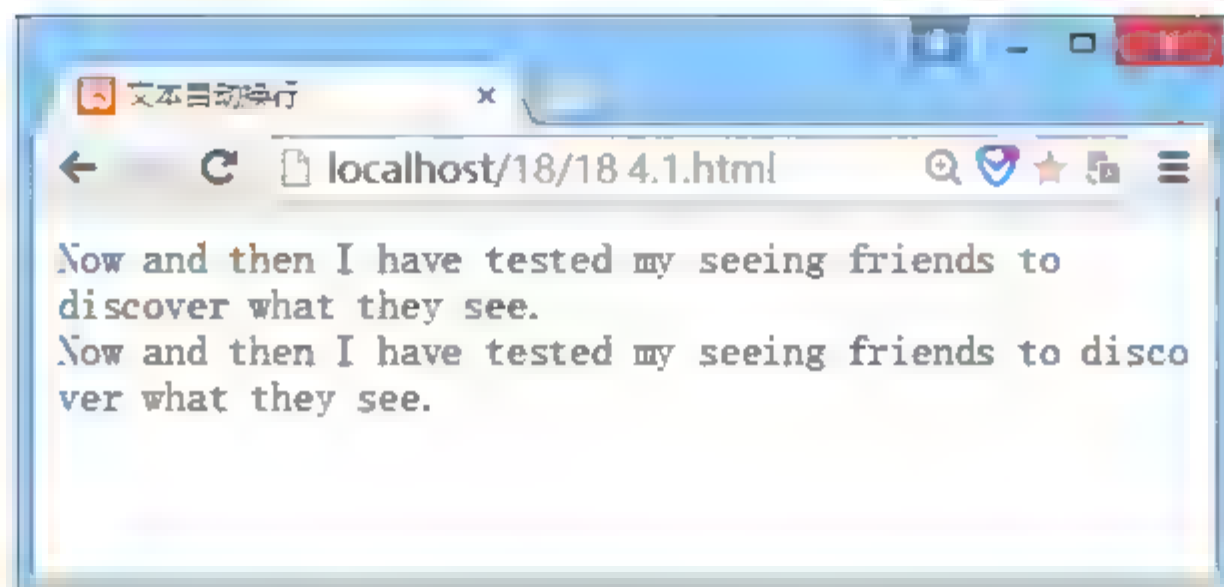 文本自动换行
localhost/18/18 4.1.html
Now and then I have tested my seeing friends to
discover what they see.
Now and then I have tested my seeing friends to disco
ver what they see.